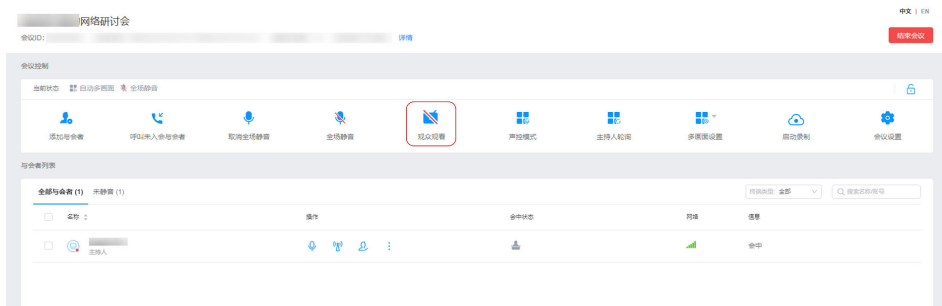 中文 | EN
的网络研讨会
会议ID:
详情
结束会议
会议控制
当前状态 自动多画面 全场静音
添加与会者 呼叫未入会与会者 取消全场静音 全场静音 观众观看 声控模式 主持人轮询 多画面设置 启动录制 会议设置
与会者列表
全部与会者 (1) 未静音 (1) 终端类型: 全部 搜索名称/账号
名称 操作 会中状态 网络 信息
会中
主持人